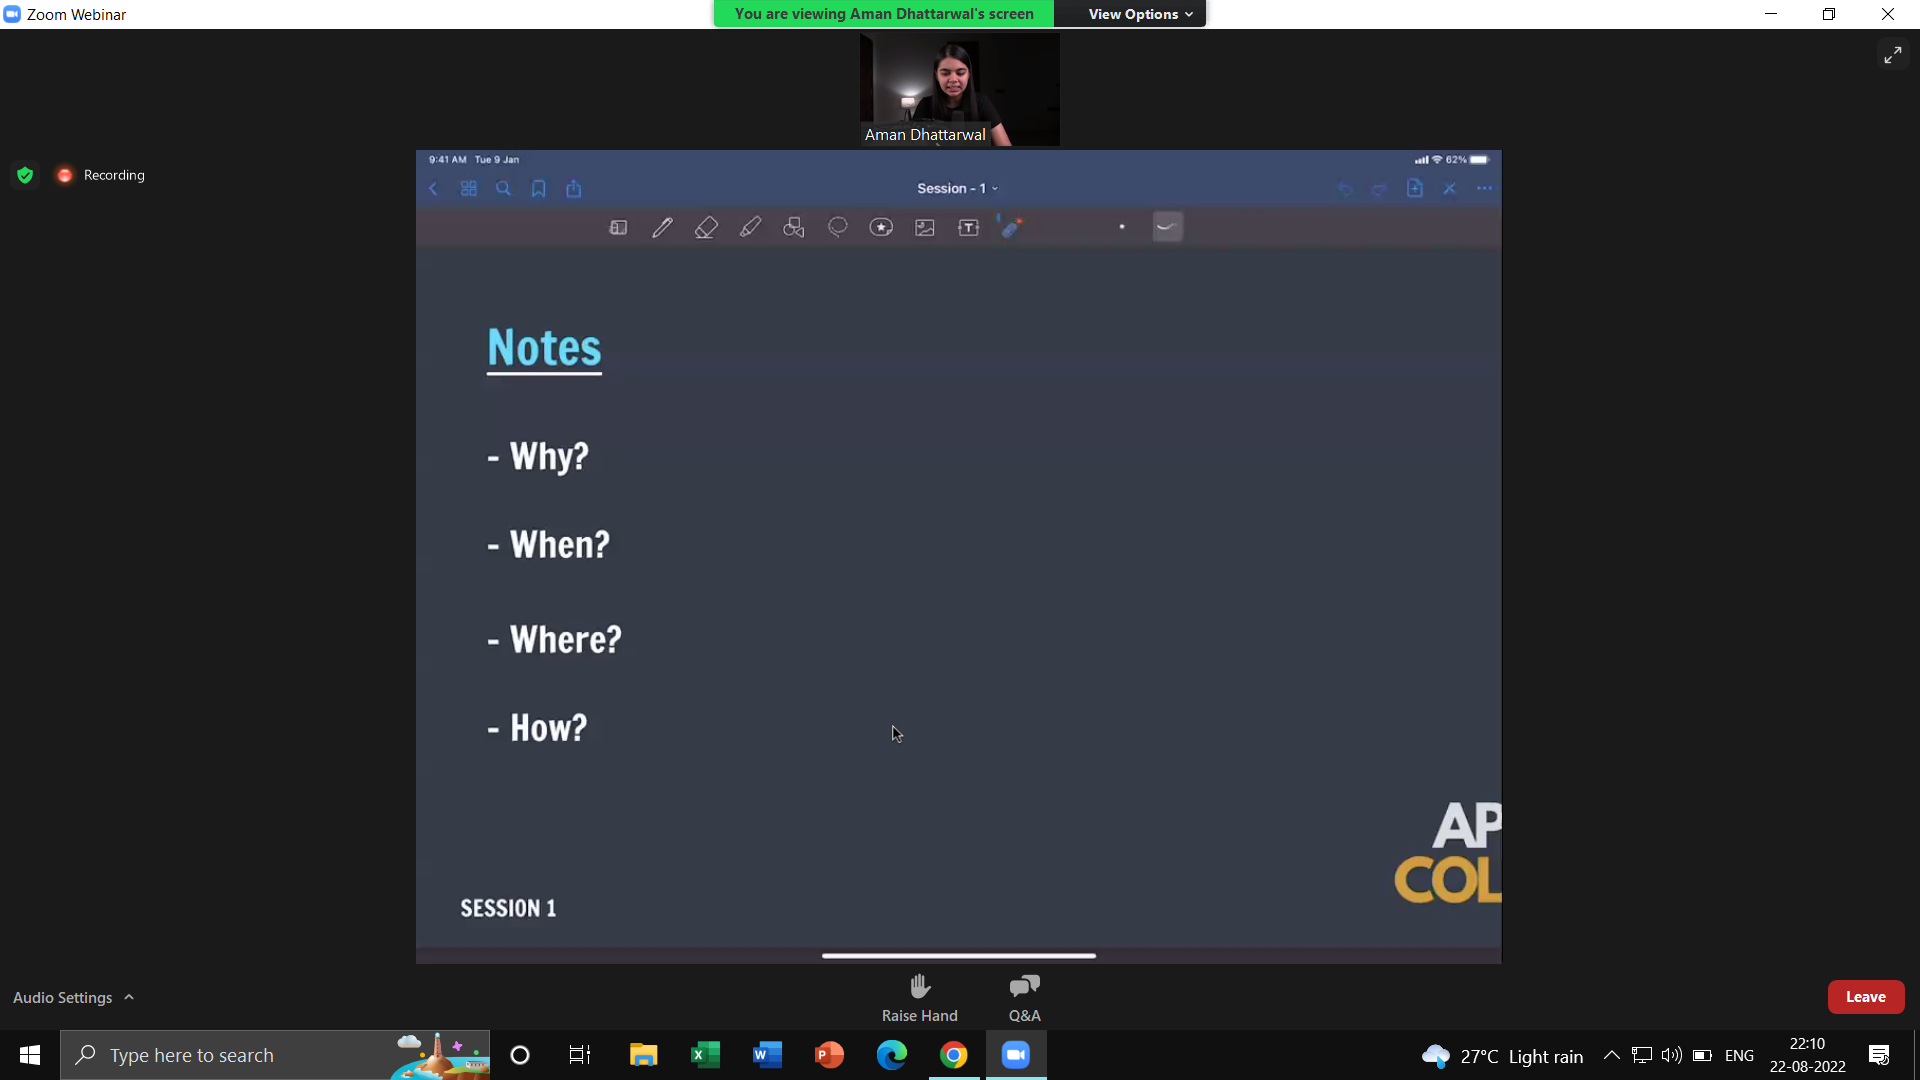 Zoom Webinar
You are viewing Aman Dhattarwal's screen
View Options
Aman Dhattarwal
Recording
9:41 AM Tue 9 Jan
62%
Session - 1
Notes
- Why?
- When?
- Where?
- How?
AP
COL
SESSION 1
Audio Settings
Raise Hand
Q&A
Leave
Type here to search
27°C Light rain
ENG
22:10
22-08-2022